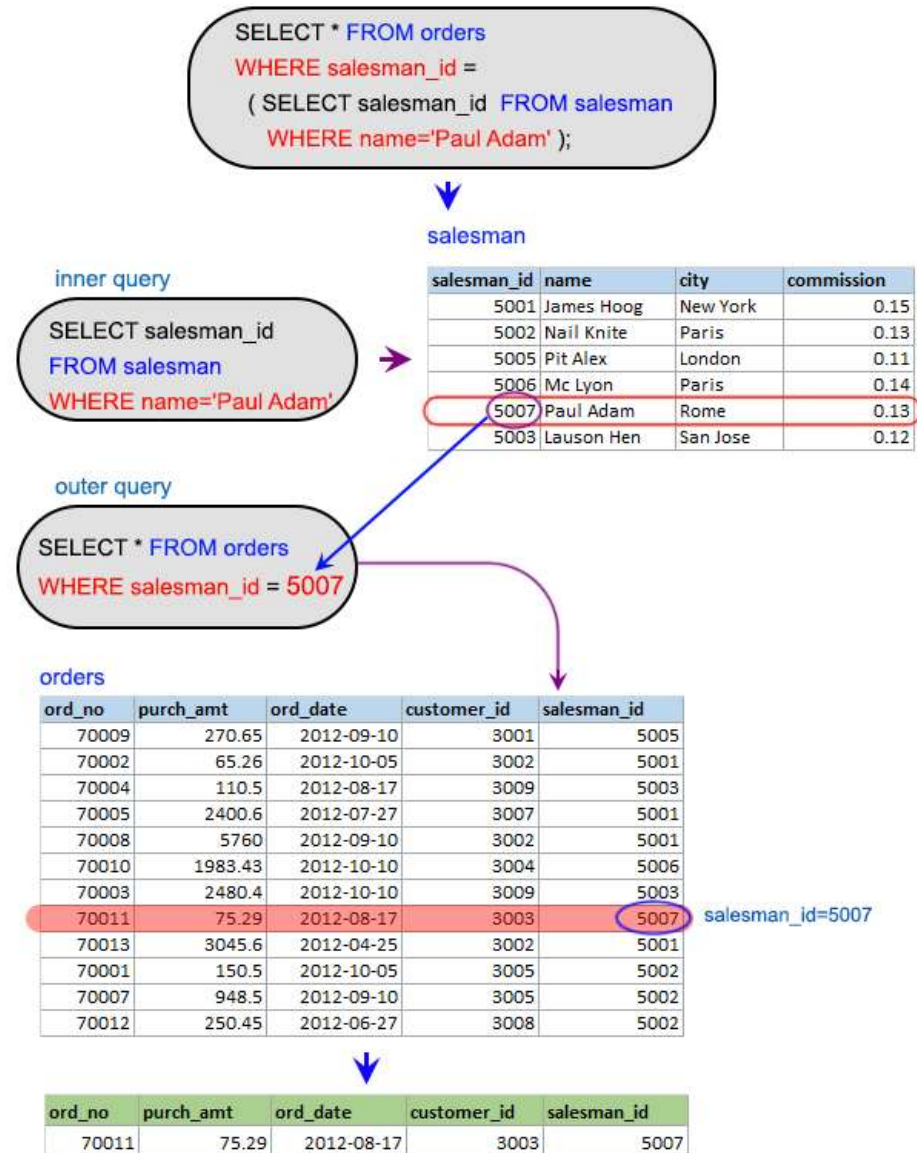 SELECT * FROM orders
WHERE salesman_id =
( SELECT salesman_id FROM salesman
WHERE name='Paul Adam' );
salesman
salesman_id name city commission
5001 James Hoog New York 0.15
5002 Nail Knite Paris 0.13
5005 Pit Alex London 0.11
5006 Mc Lyon Paris 0.14
5007 Paul Adam Rome 0.13
5003 Lauson Hen San Jose 0.12
inner query
SELECT salesman_id
FROM salesman
WHERE name='Paul Adam'
outer query
SELECT * FROM orders
WHERE salesman_id = 5007
orders
ord_no purch_amt ord_date customer_id salesman_id
70009 270.65 2012-09-10 3001 5005
70002 65.26 2012-10-05 3002 5001
70004 110.5 2012-08-17 3009 5003
70005 2400.6 2012-07-27 3007 5001
70008 5760 2012-09-10 3002 5001
70010 1983.43 2012-10-10 3004 5006
70003 2480.4 2012-10-10 3009 5003
70011 75.29 2012-08-17 3003 5007 salesman_id=5007
70013 3045.6 2012-04-25 3002 5001
70001 150.5 2012-10-05 3005 5002
70007 948.5 2012-09-10 3005 5002
70012 250.45 2012-06-27 3008 5002
ord_no purch_amt ord_date customer_id salesman_id
70011 75.29 2012-08-17 3003 5007